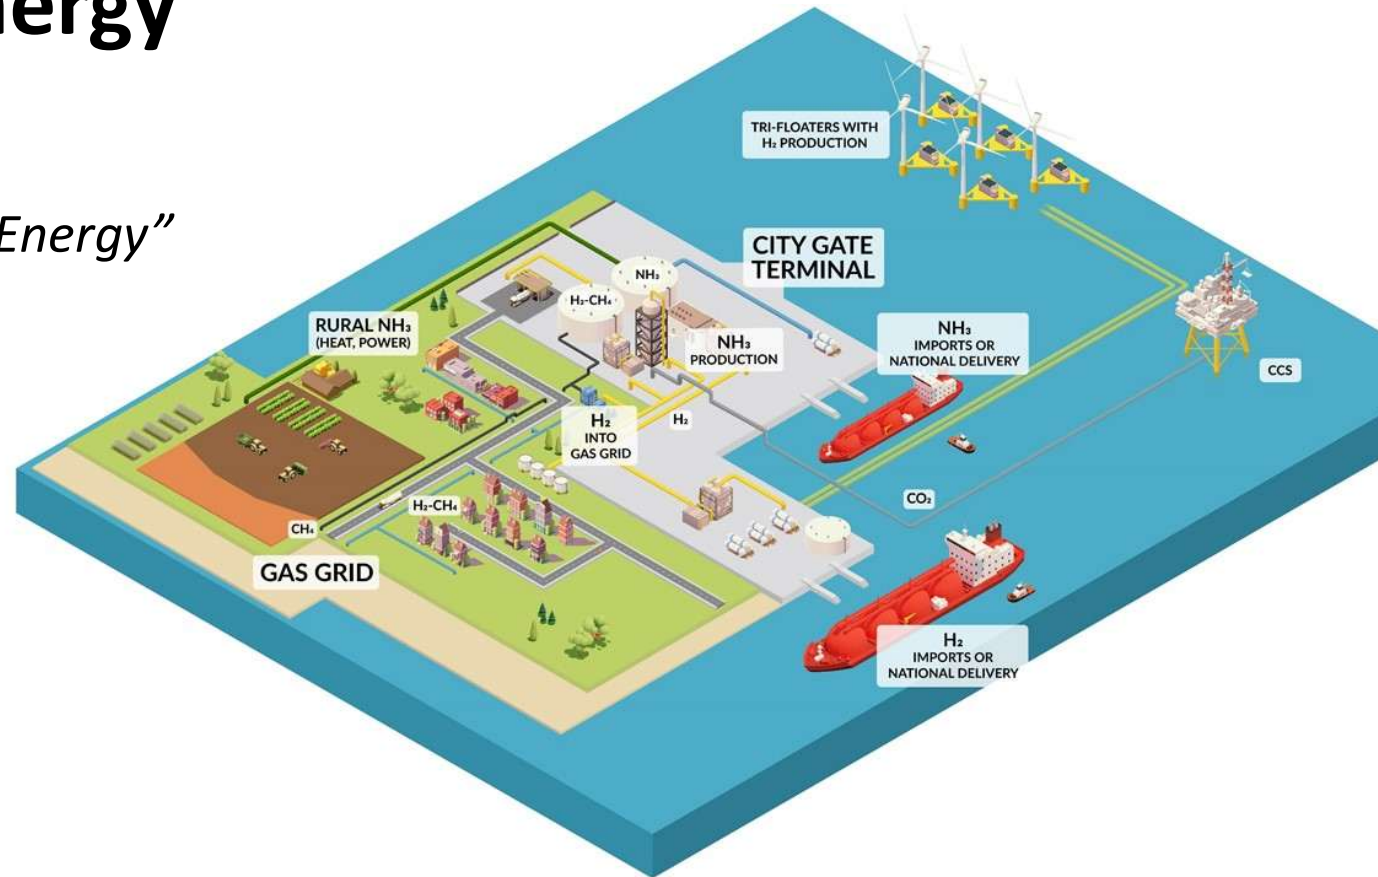 Energy”
TRI-FLOATERS WITH
H₂ PRODUCTION
CITY GATE
TERMINAL
NH₃
H₂-CH₄
RURAL NH₃
(HEAT, POWER)
NH₃
PRODUCTION
NH₃
IMPORTS OR
NATIONAL DELIVERY
CCS
H₂
INTO
GAS GRID
H₂
CO₂
H₂-CH₄
CH₄
GAS GRID
H₂
IMPORTS OR
NATIONAL DELIVERY